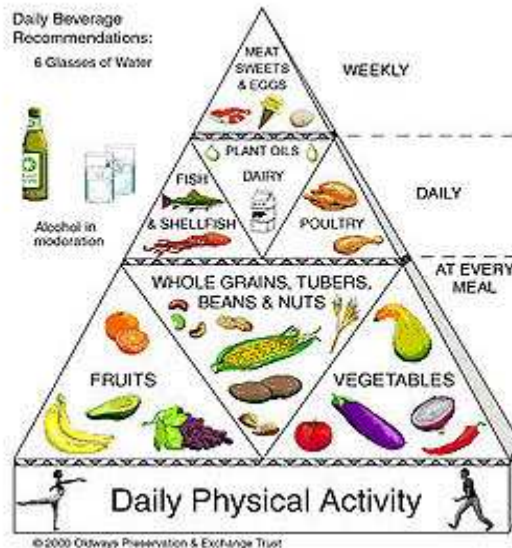 Daily Beverage
Recommendations:
6 Glasses of Water
Alcohol in
moderation
MEAT
SWEETS
& EGGS
WEEKLY
PLANT OILS
FISH
& SHELLFISH
DAIRY
POULTRY
DAILY
AT EVERY
MEAL
WHOLE GRAINS, TUBERS,
BEANS & NUTS
FRUITS
VEGETABLES
Daily Physical Activity
© 2000 Oldways Preservation & Exchange Trust